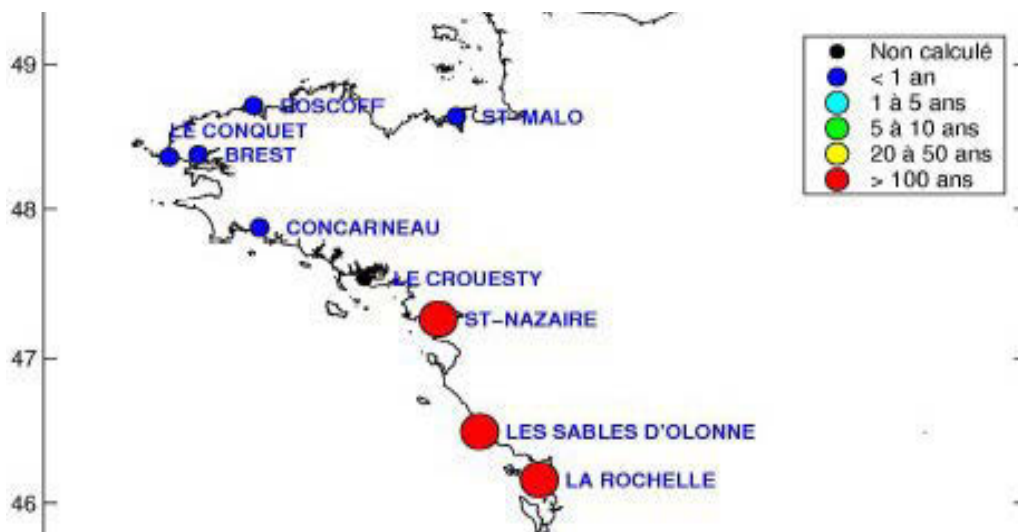 49
48
47
46
Non calculé
< 1 an
1 à 5 ans
5 à 10 ans
20 à 50 ans
> 100 ans
ROSCOFF
ST-MALO
LE CONQUET
BREST
CONCARNEAU
LE CROUESTY
ST-NAZAIRE
LES SABLES D'OLONNE
LA ROCHELLE